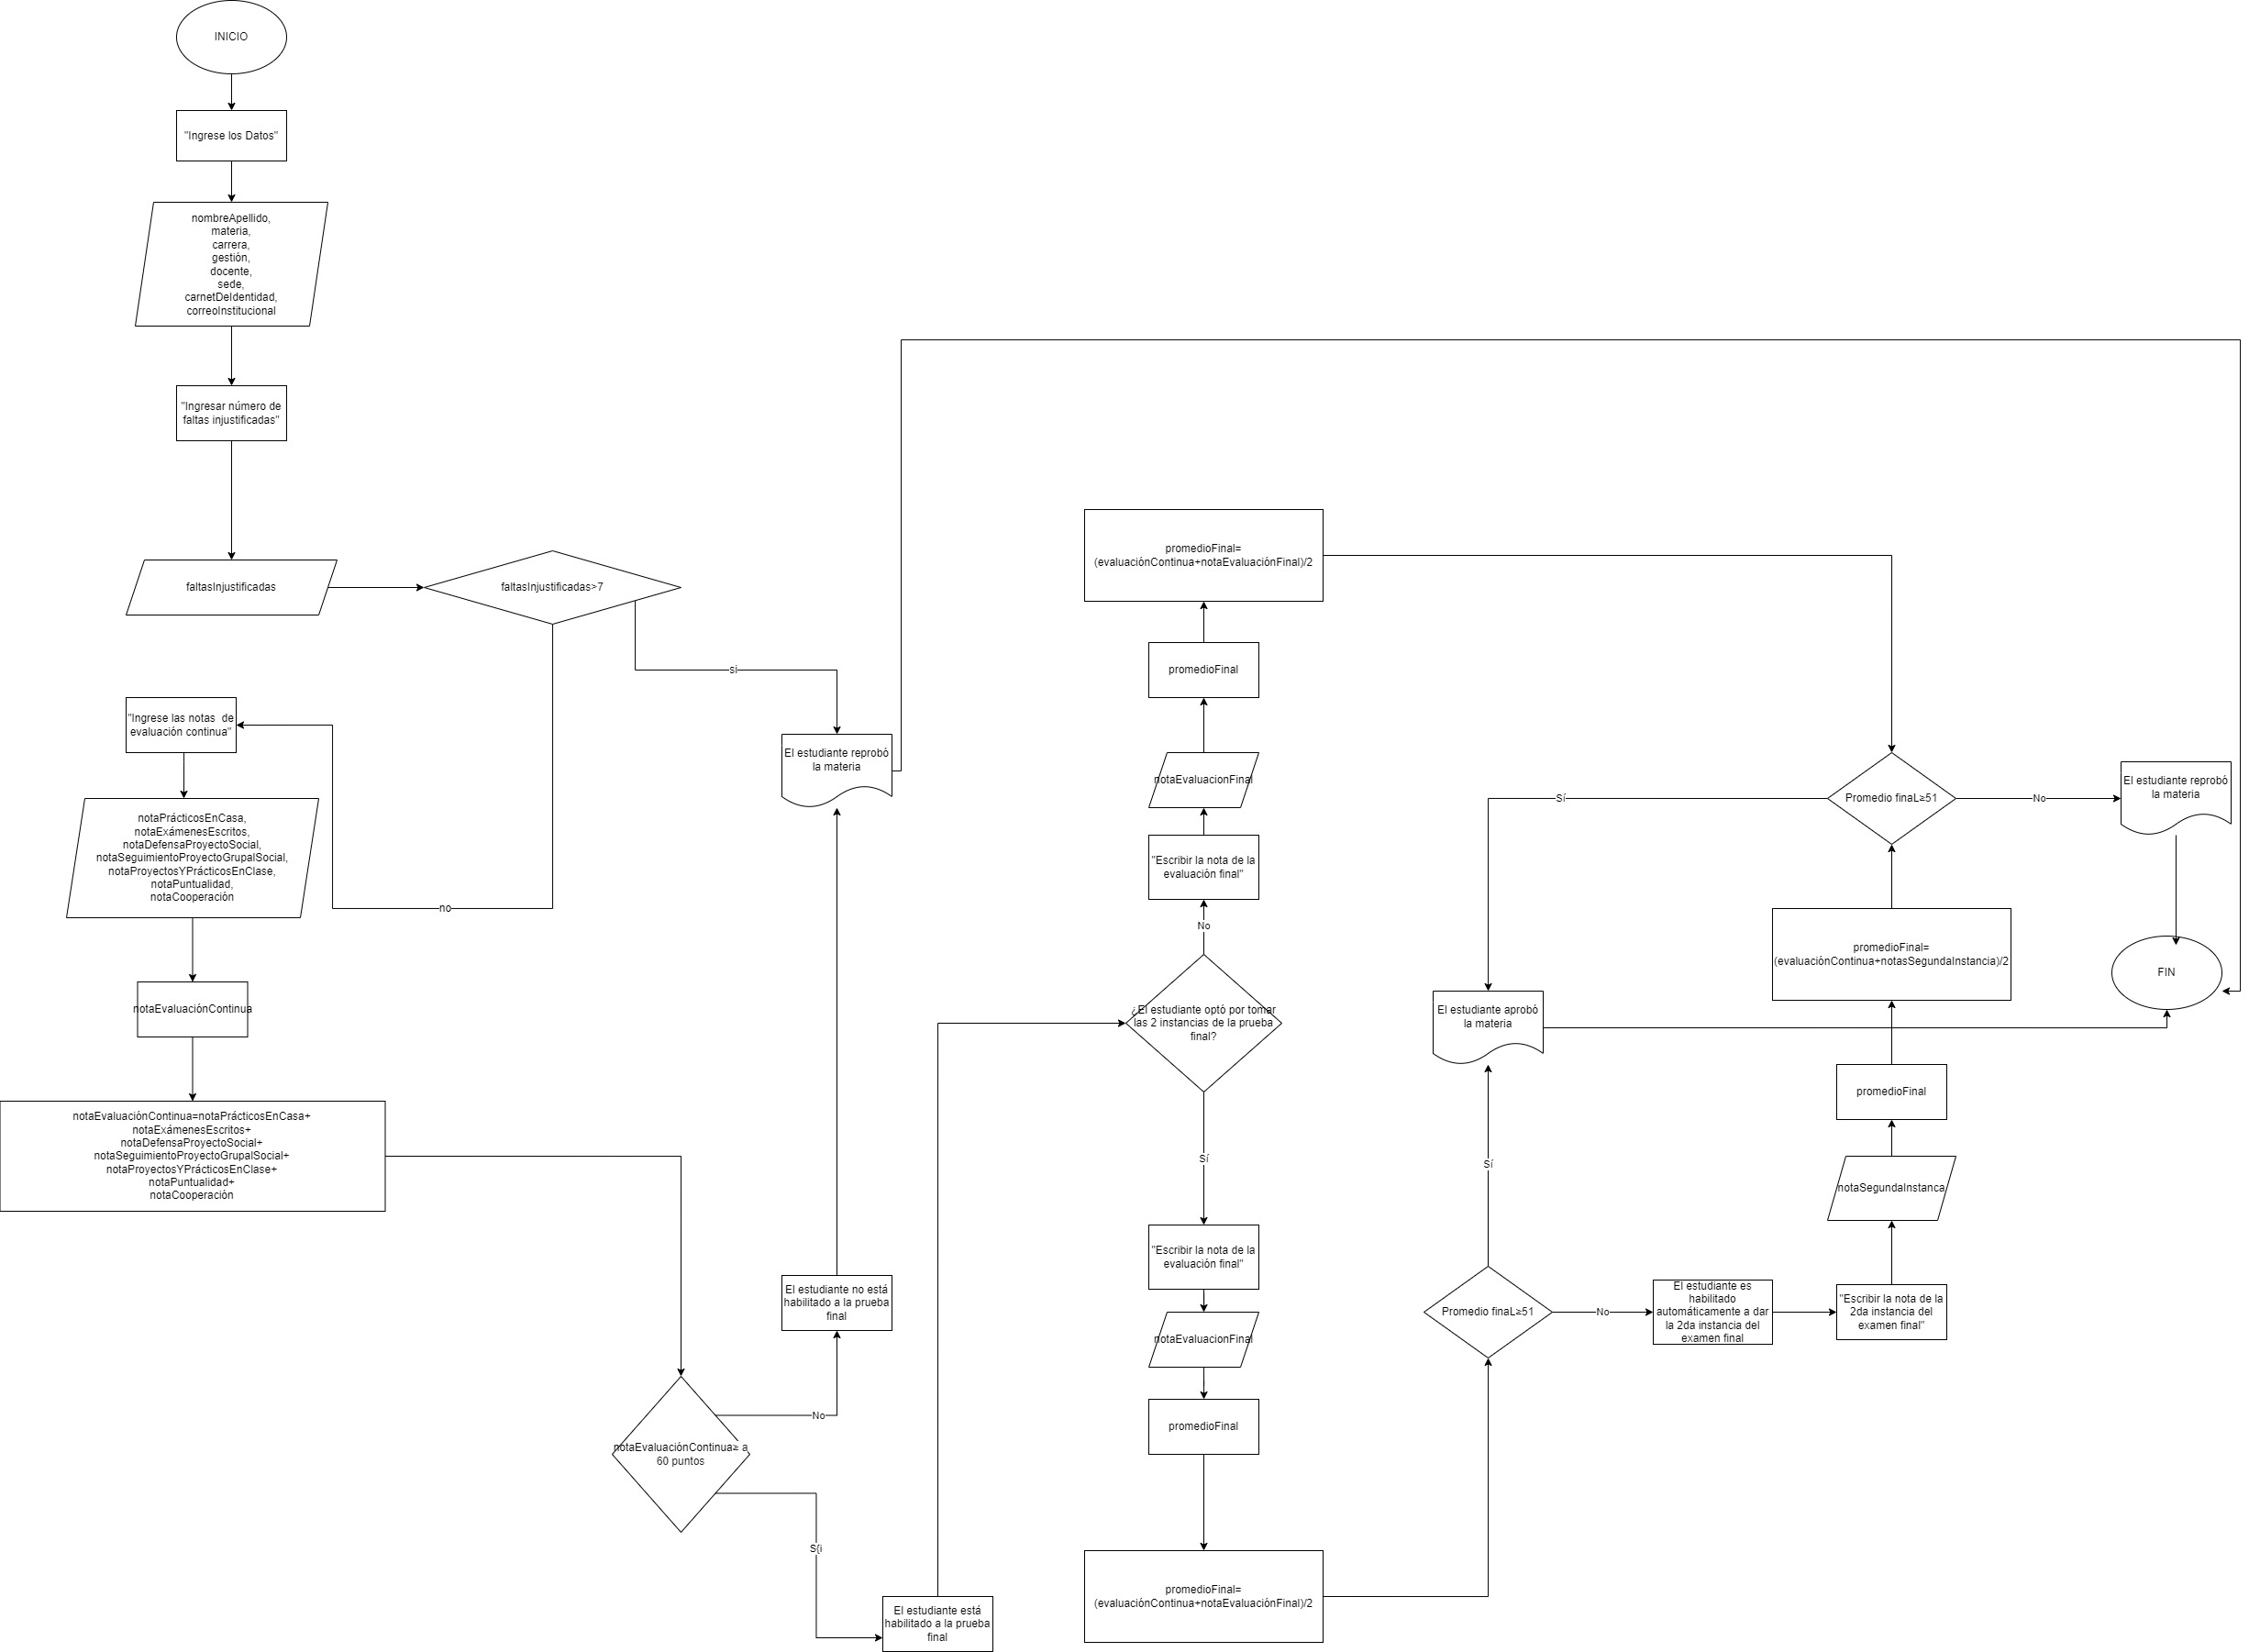 INICIO
"Ingrese los Datos"
nombreApellido,
materia,
carrera,
gestión,
docente,
sede,
carnetDeIdentidad,
correoInstitucional
"Ingresar número de
faltas injustificadas"
faltasInjustificadas
faltasInjustificadas>7
si
no
"Ingrese las notas de
evaluación continua"
notaPrácticosEnCasa,
notaExámenesEscritos,
notaDefensaProyectoSocial,
notaSeguimientoProyectoGrupalSocial,
notaProyectosYPrácticosEnClase,
notaPuntualidad,
notaCooperación
notaEvaluaciónContinua
notaEvaluaciónContinua=notaPrácticosEnCasa+
notaExámenesEscritos+
notaDefensaProyectoSocial+
notaSeguimientoProyectoGrupalSocial+
notaProyectosYPrácticosEnClase+
notaPuntualidad+
notaCooperación
notaEvaluaciónContinua≥ a
60 puntos
No
S{i
El estudiante no está
habilitado a la prueba
final
El estudiante reprobó
la materia
El estudiante está
habilitado a la prueba
final
¿El estudiante optó por tomar
las 2 instancias de la prueba
final?
No
"Escribir la nota de la
evaluación final"
notaEvaluacionFinal
promedioFinal
promedioFinal=
(evaluaciónContinua+notaEvaluaciónFinal)/2
Sí
"Escribir la nota de la
evaluación final"
notaEvaluacionFinal
promedioFinal
promedioFinal=
(evaluaciónContinua+notaEvaluaciónFinal)/2
Promedio finaL≥51
Sí
No
El estudiante aprobó
la materia
El estudiante es
habilitado
automáticamente a dar
la 2da instancia del
examen final
"Escribir la nota de la
2da instancia del
examen final"
notaSegundaInstanca
promedioFinal
promedioFinal=
(evaluaciónContinua+notasSegundaInstancia)/2
Promedio finaL≥51
Sí
No
El estudiante reprobó
la materia
FIN